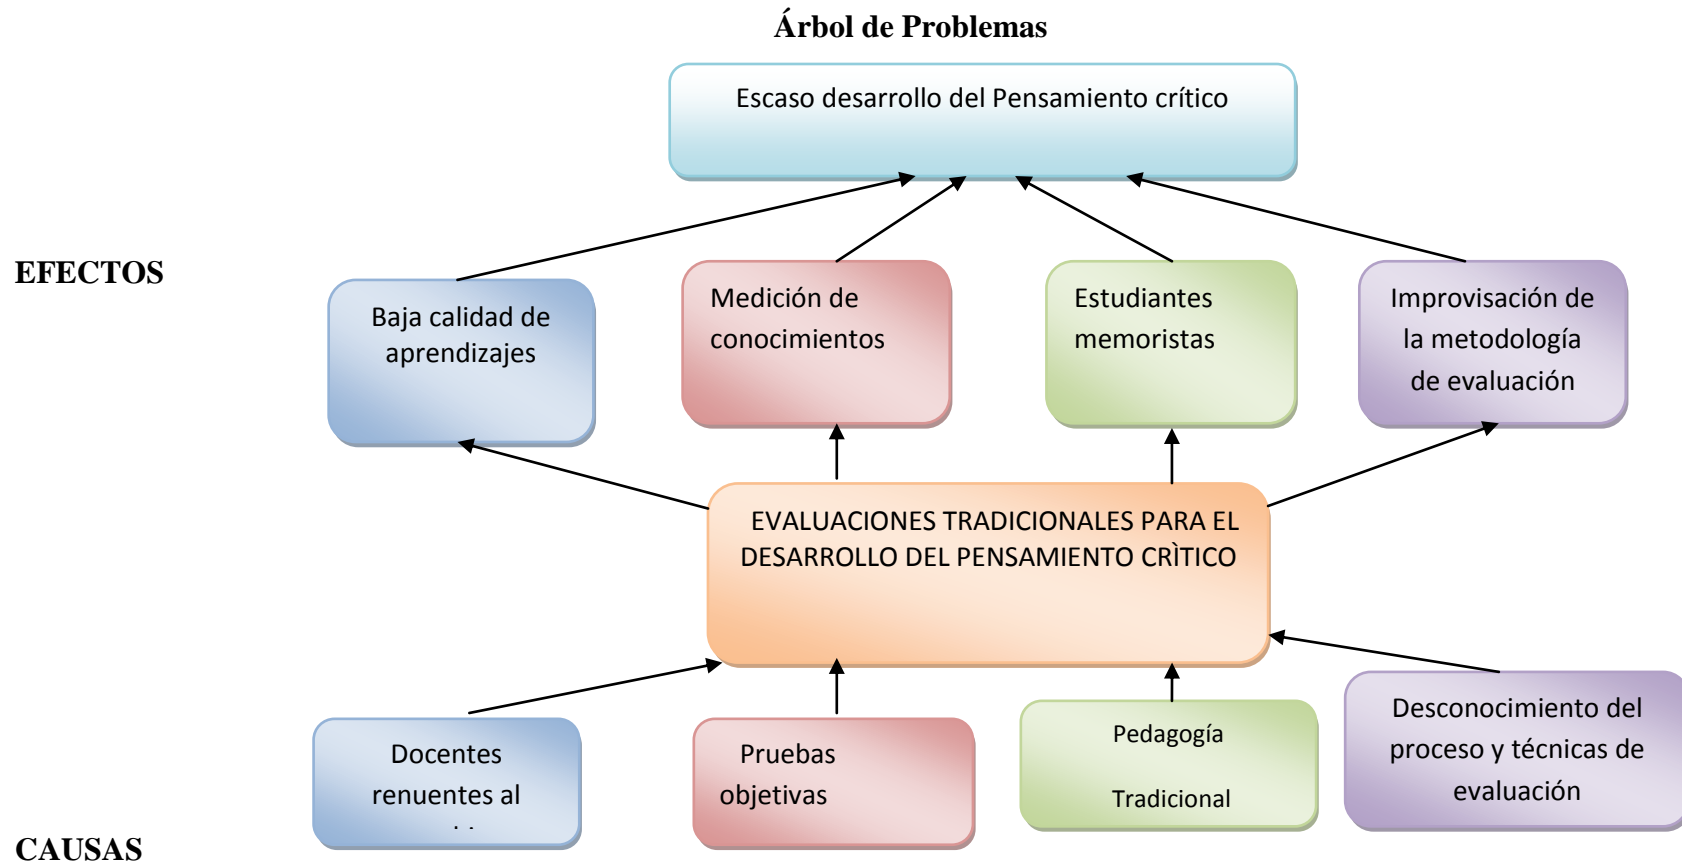 Árbol de Problemas
Escaso desarrollo del Pensamiento crítico
EFECTOS
Baja calidad de
aprendizajes
Medición de
conocimientos
Estudiantes
memoristas
Improvisación de
la metodología
de evaluación
EVALUACIONES TRADICIONALES PARA EL
DESARROLLO DEL PENSAMIENTO CRÌTICO
Docentes
renuentes al
Pruebas
objetivas
Pedagogía
Tradicional
Desconocimiento del
proceso y técnicas de
evaluación
CAUSAS